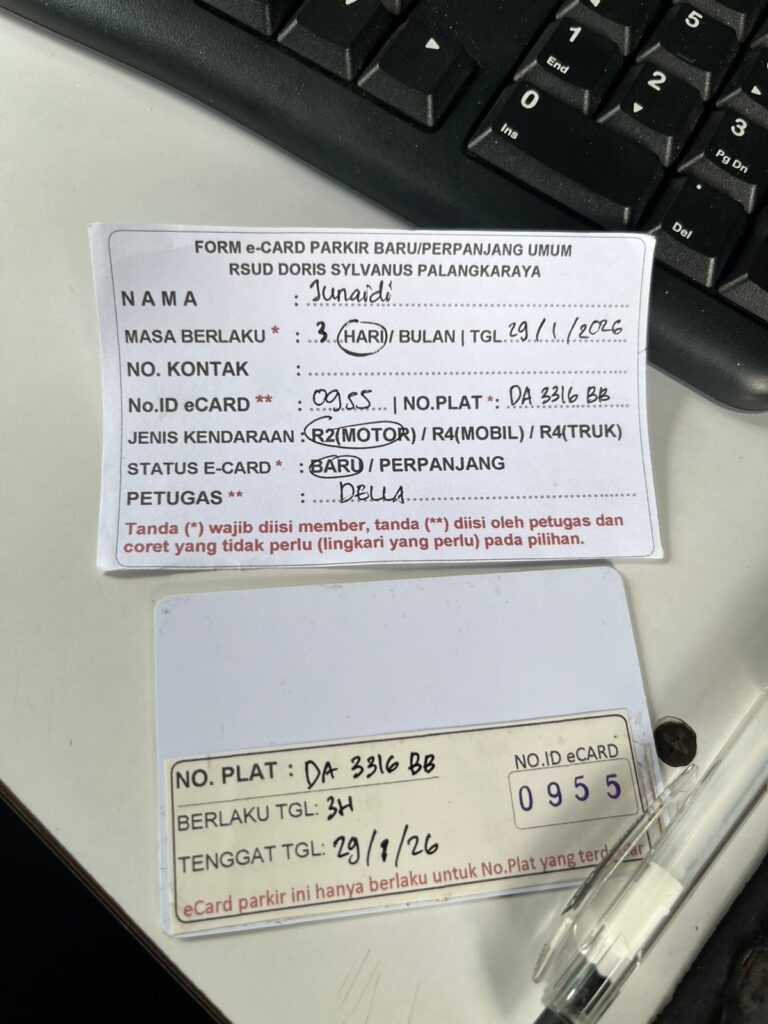 5
1
End
2
0
Ins
3
Pg Dn
.
Del
FORM e-CARD PARKIR BARU/PERPANJANG UMUM
RSUD DORIS SYLVANUS PALANGKARAYA
NAMA : Junaidi
MASA BERLAKU * : 3 (HARI) / BULAN | TGL 29/1/2026
NO. KONTAK :
No.ID eCARD ** : 0955 | NO.PLAT *: DA 3316 BB
JENIS KENDARAAN : R2(MOTOR) / R4(MOBIL) / R4(TRUK)
STATUS E-CARD * : BARU / PERPANJANG
PETUGAS ** : DELLA
Tanda (*) wajib diisi member, tanda (**) diisi oleh petugas dan
coret yang tidak perlu (lingkari yang perlu) pada pilihan.
NO. PLAT : DA 3316 BB
NO.ID eCARD
0955
BERLAKU TGL: 3H
TENGGAT TGL: 29/1/26
eCard parkir ini hanya berlaku untuk No.Plat yang